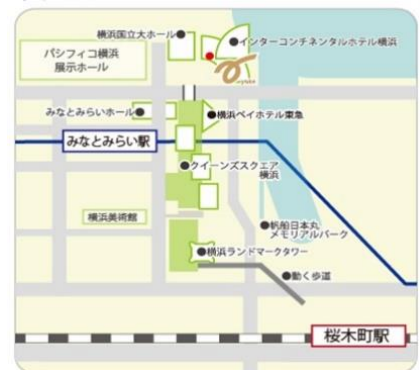 横浜国立大ホール●
●インターコンチネンタルホテル横浜
パシフィコ横浜
展示ホール
みなとみらいホール●
●横浜ベイホテル東急
みなとみらい駅
●クイーンズスクエア
横浜
横浜美術館
●帆船日本丸
メモリアルパーク
●横浜ランドマークタワー
●動く歩道
桜木町駅